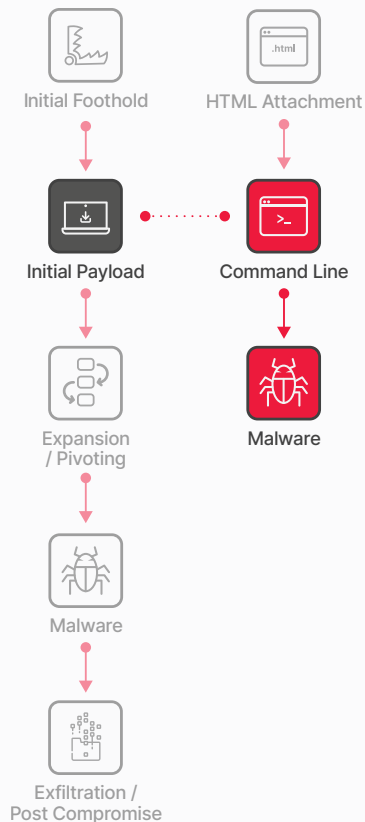 .html
Initial Foothold
HTML Attachment
>_
Initial Payload
Command Line
Expansion
/ Pivoting
Malware
Malware
Exfiltration /
Post Compromise